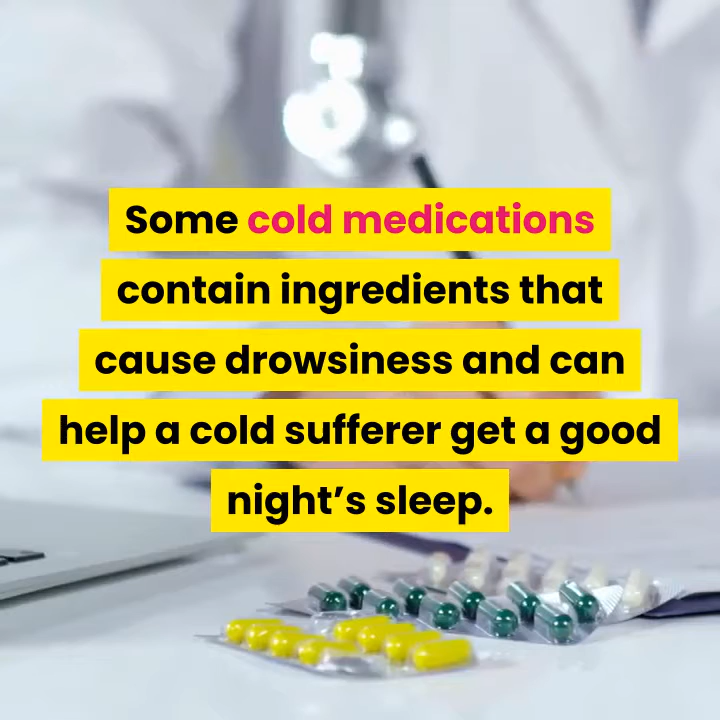 Some cold medications
contain ingredients that
cause drowsiness and can
help a cold sufferer get a good
night’s sleep.